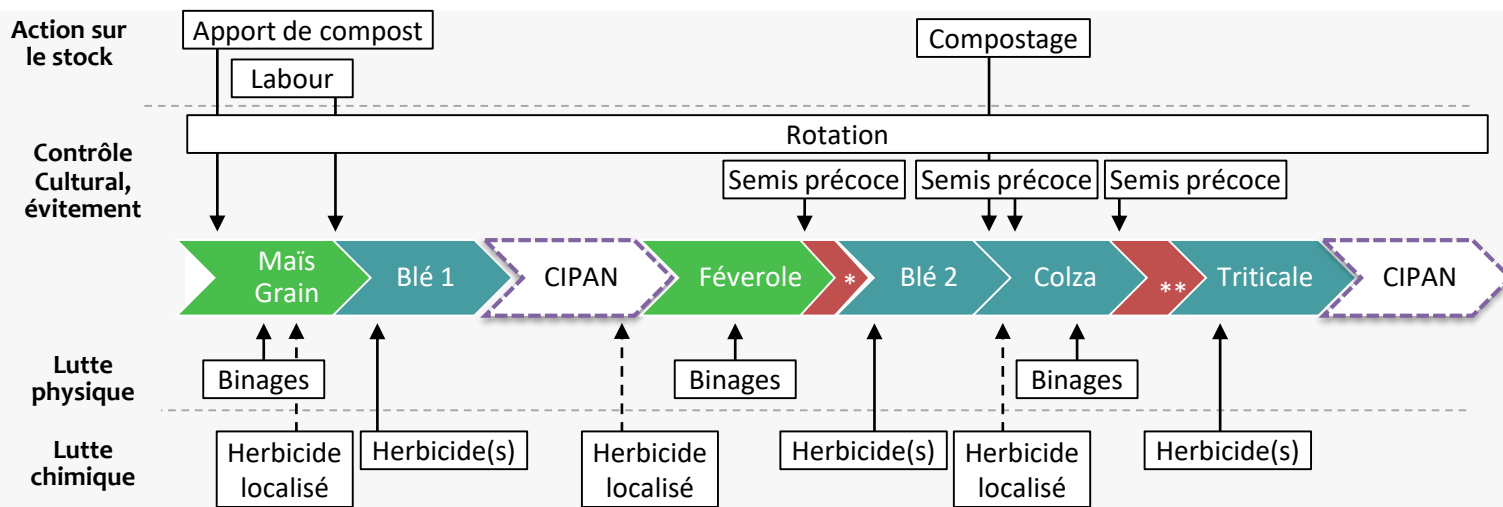 Action sur
le stock
Apport de compost
Compostage
Labour
Rotation
Contrôle
Cultural,
évitement
Semis précoce
Semis précoce
Semis précoce
Maïs
Grain
Blé 1
CIPAN
Féverole
*
Blé 2
Colza
**
Triticale
CIPAN
Lutte
physique
Binages
Binages
Binages
Lutte
chimique
Herbicide
localisé
Herbicide(s)
Herbicide
localisé
Herbicide(s)
Herbicide
localisé
Herbicide(s)